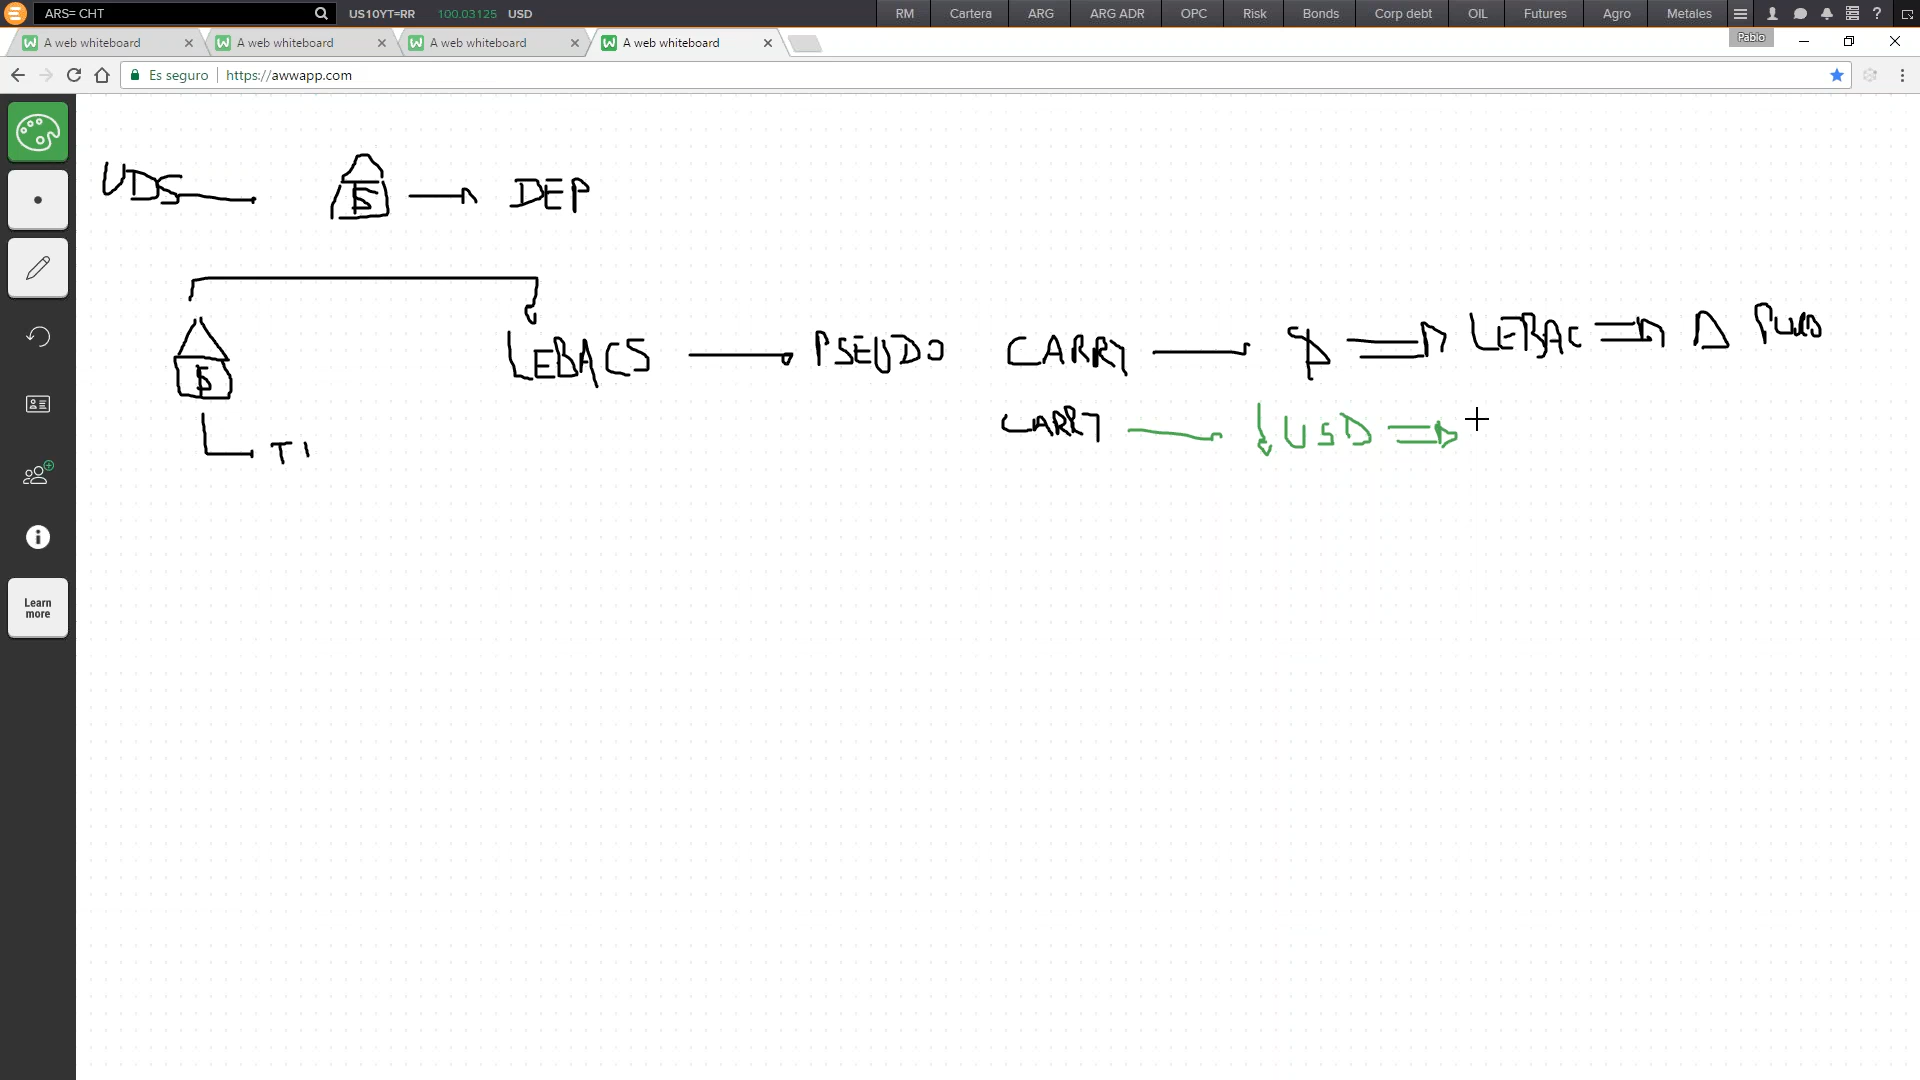 ARS= CHT US10YT=RR 100.03125 USD RM Cartera ARG ARG ADR OPC Risk Bonds Corp debt OIL Futures Agro Metales ?
A web whiteboard A web whiteboard A web whiteboard A web whiteboard Pablo
Es seguro https://awwapp.com
UDS DEP
LEBACS PSEUDO CARRY LEBAC
CARRY USD
Learn
more